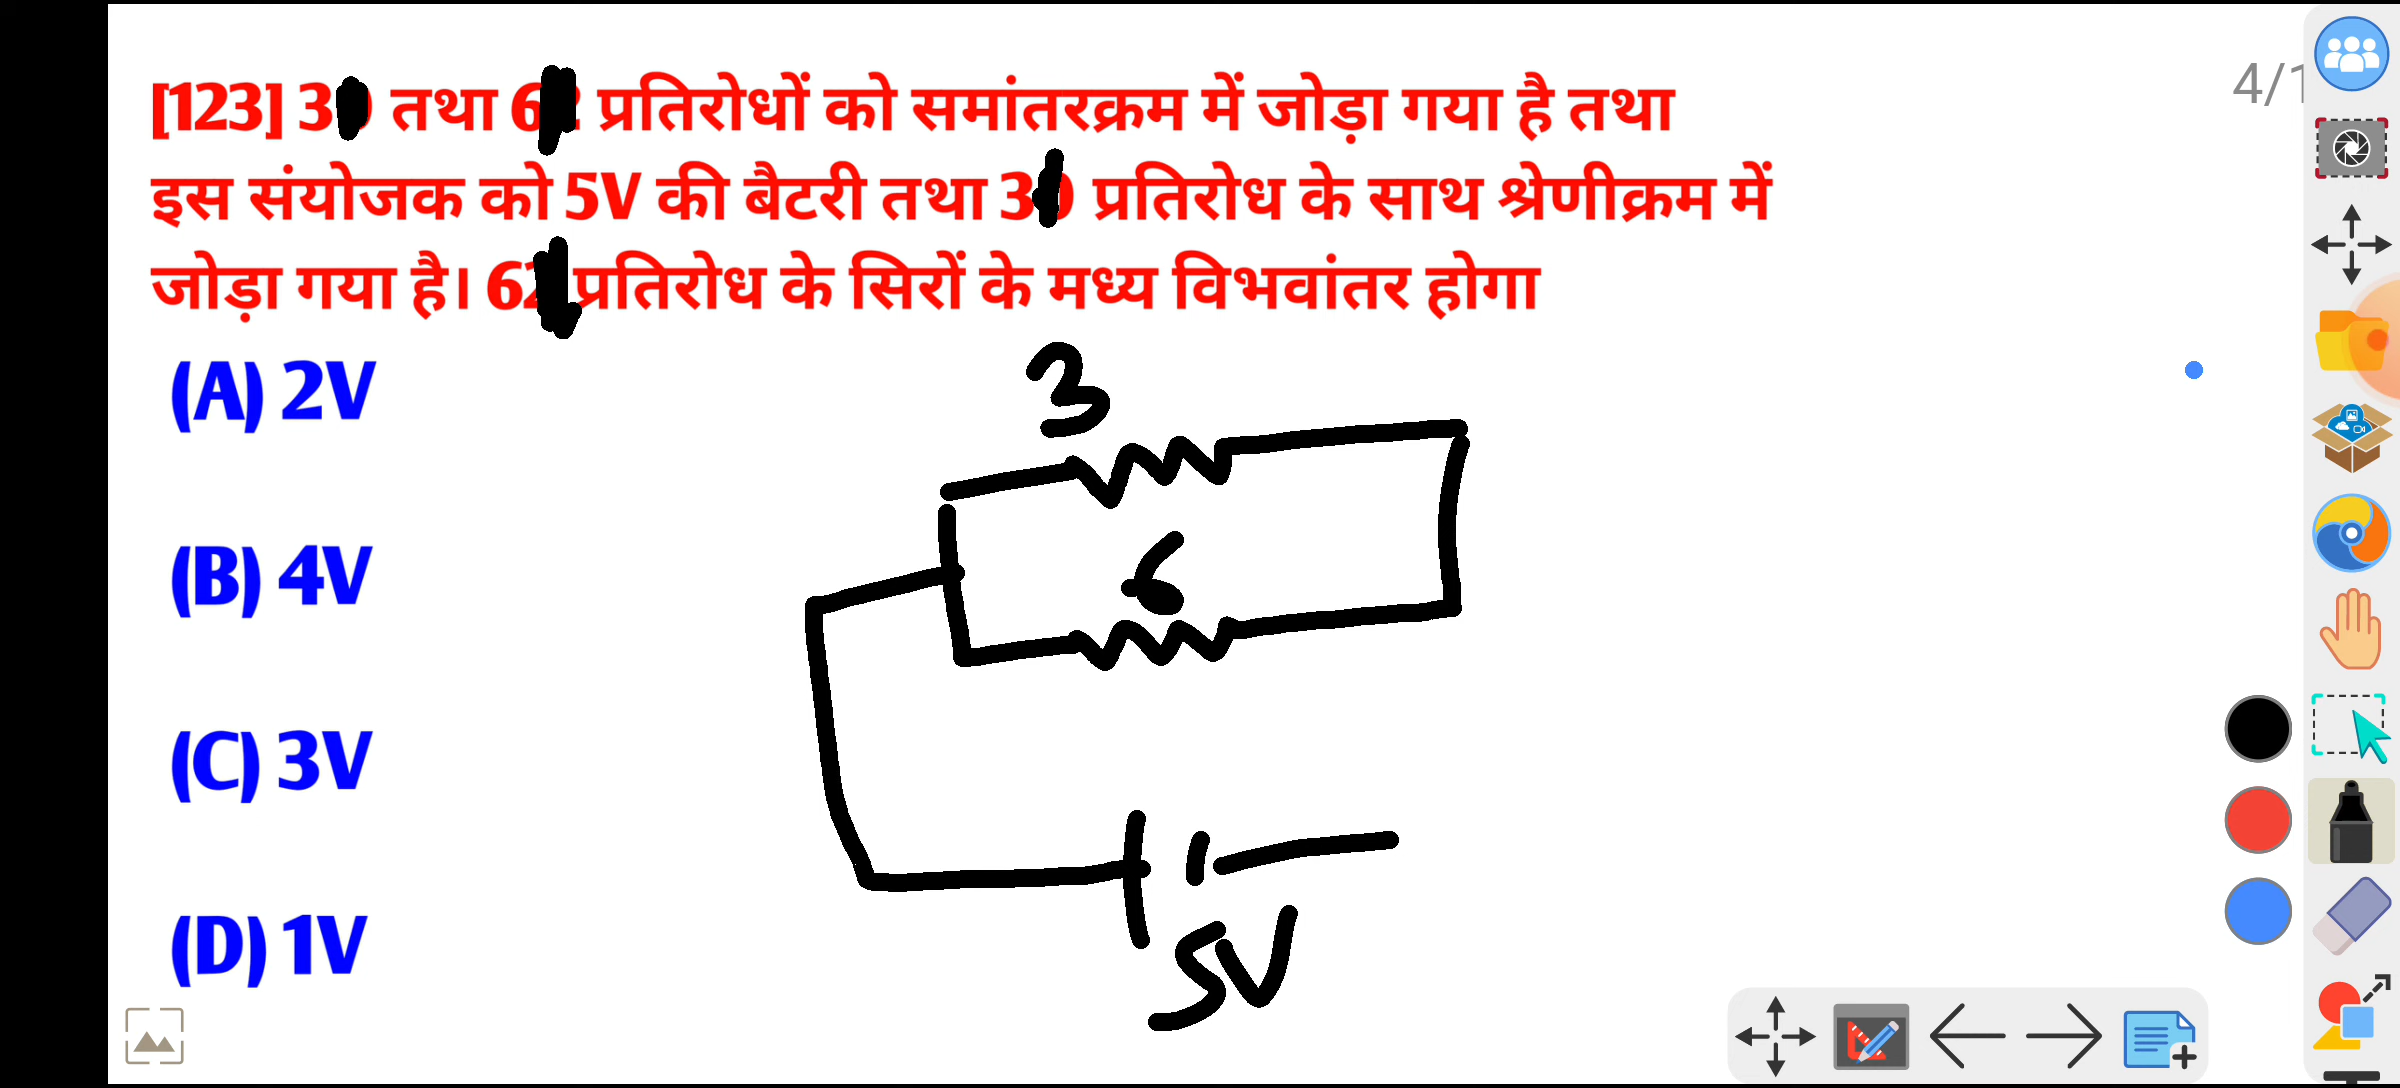 [123] 3 तथा 6 प्रतिरोधों को समांतरक्रम में जोड़ा गया है तथा
इस संयोजक को 5V की बैटरी तथा 3 प्रतिरोध के साथ श्रेणीक्रम में
जोड़ा गया है। 6 प्रतिरोध के सिरों के मध्य विभवांतर होगा
(A) 2V
(B) 4V
(C) 3V
(D) 1V
3
6
5V
4/1